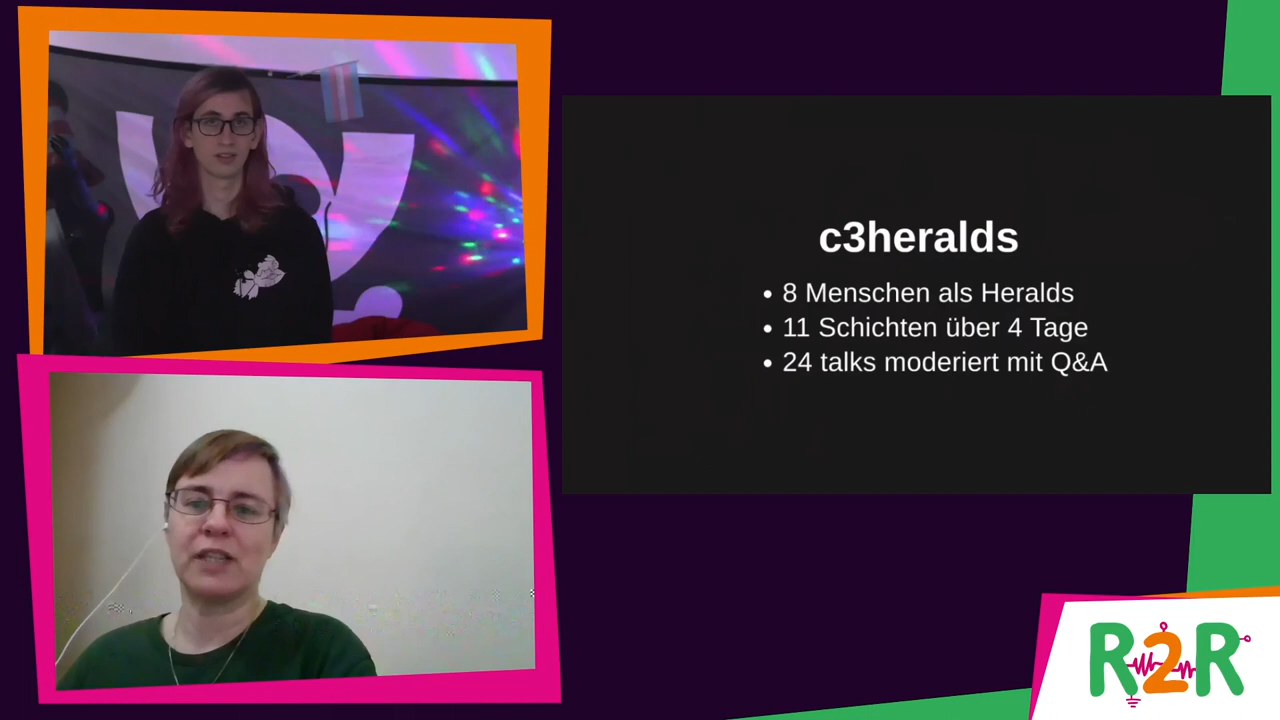 c3heralds
• 8 Menschen als Heralds
• 11 Schichten über 4 Tage
• 24 talks moderiert mit Q&A
R2R